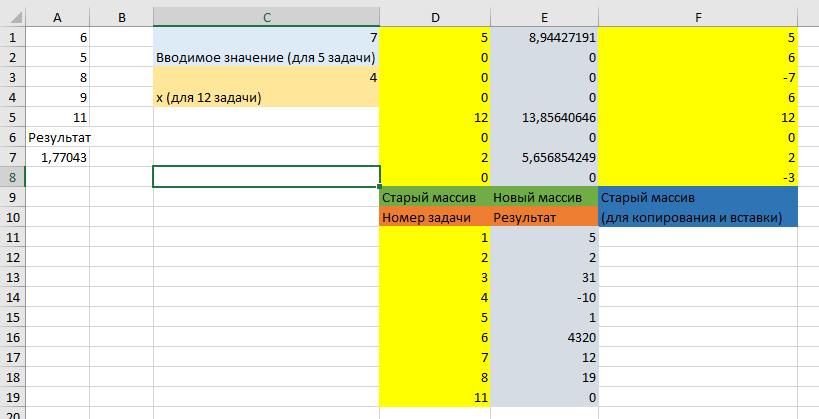 A B C D E F
1 6 7 5 8,94427191 5
2 5 Вводимое значение (для 5 задачи) 0 0 6
3 8 4 0 0 -7
4 9 х (для 12 задачи) 0 0 6
5 11 12 13,85640646 12
6 Результат 0 0 0
7 1,77043 2 5,656854249 2
8 0 0 -3
9 Старый массив Новый массив Старый массив
10 Номер задачи Результат (для копирования и вставки)
11 1 5
12 2 2
13 3 31
14 4 -10
15 5 1
16 6 4320
17 7 12
18 8 19
19 11 0
20